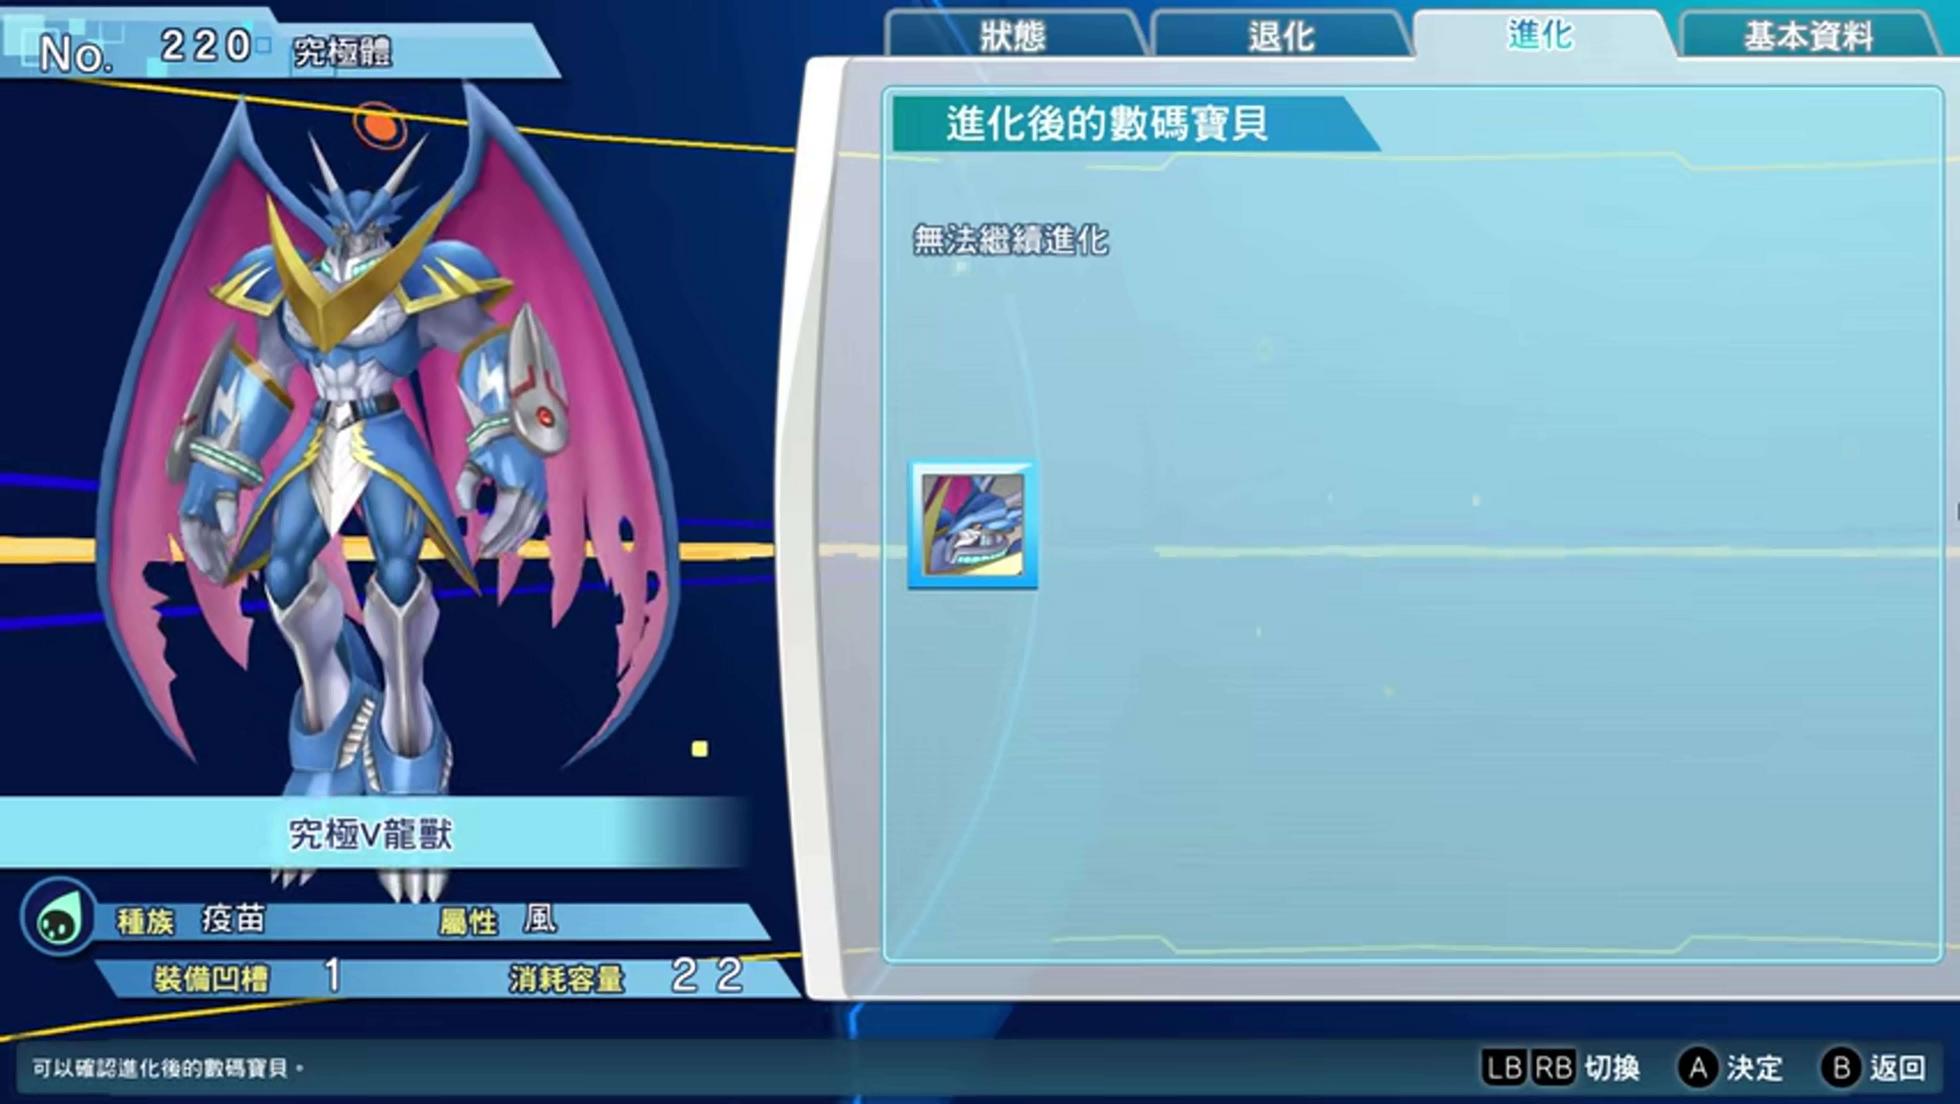 No. 220 究極體
狀態 退化 進化 基本資料
進化後的數碼寶貝
無法繼續進化
究極V龍獸
種族 疫苗 屬性 風
裝備凹槽 1 消耗容量 22
可以確認進化後的數碼寶貝。
LB RB 切換 A 決定 B 返回